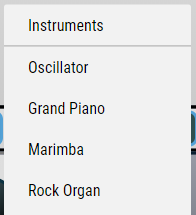 Instruments
Oscillator
Grand Piano
Marimba
Rock Organ